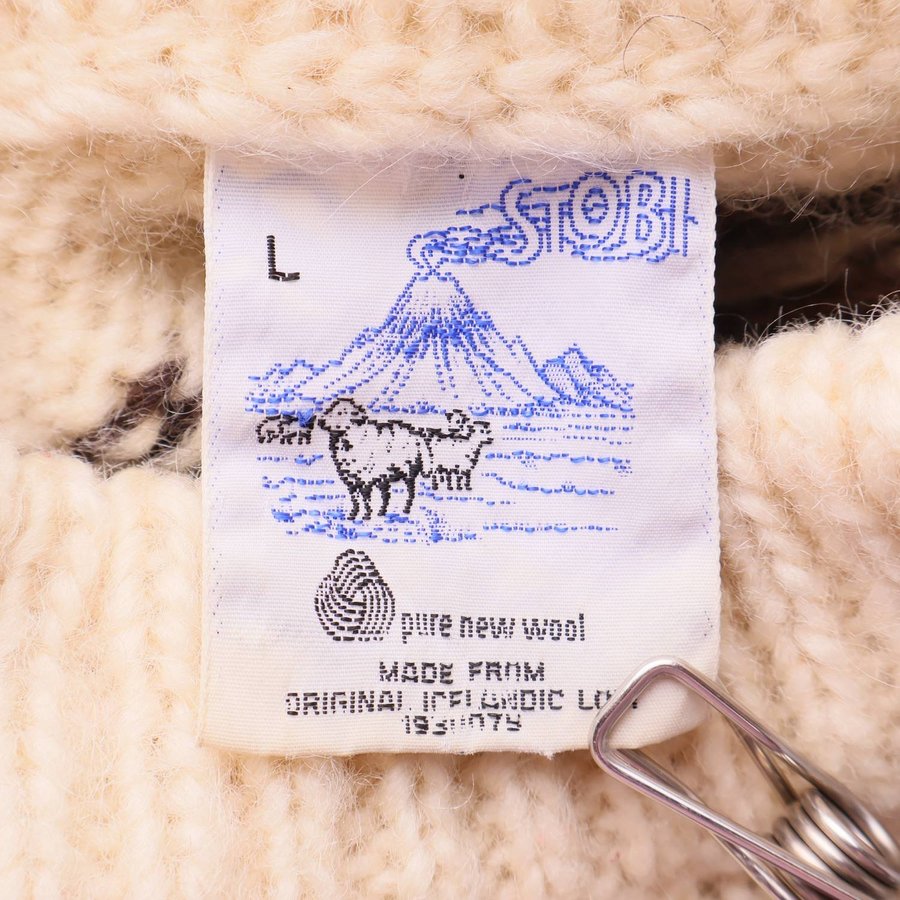 STOBI
L
pure new wool
MADE FROM
ORIGINAL ICELANDIC